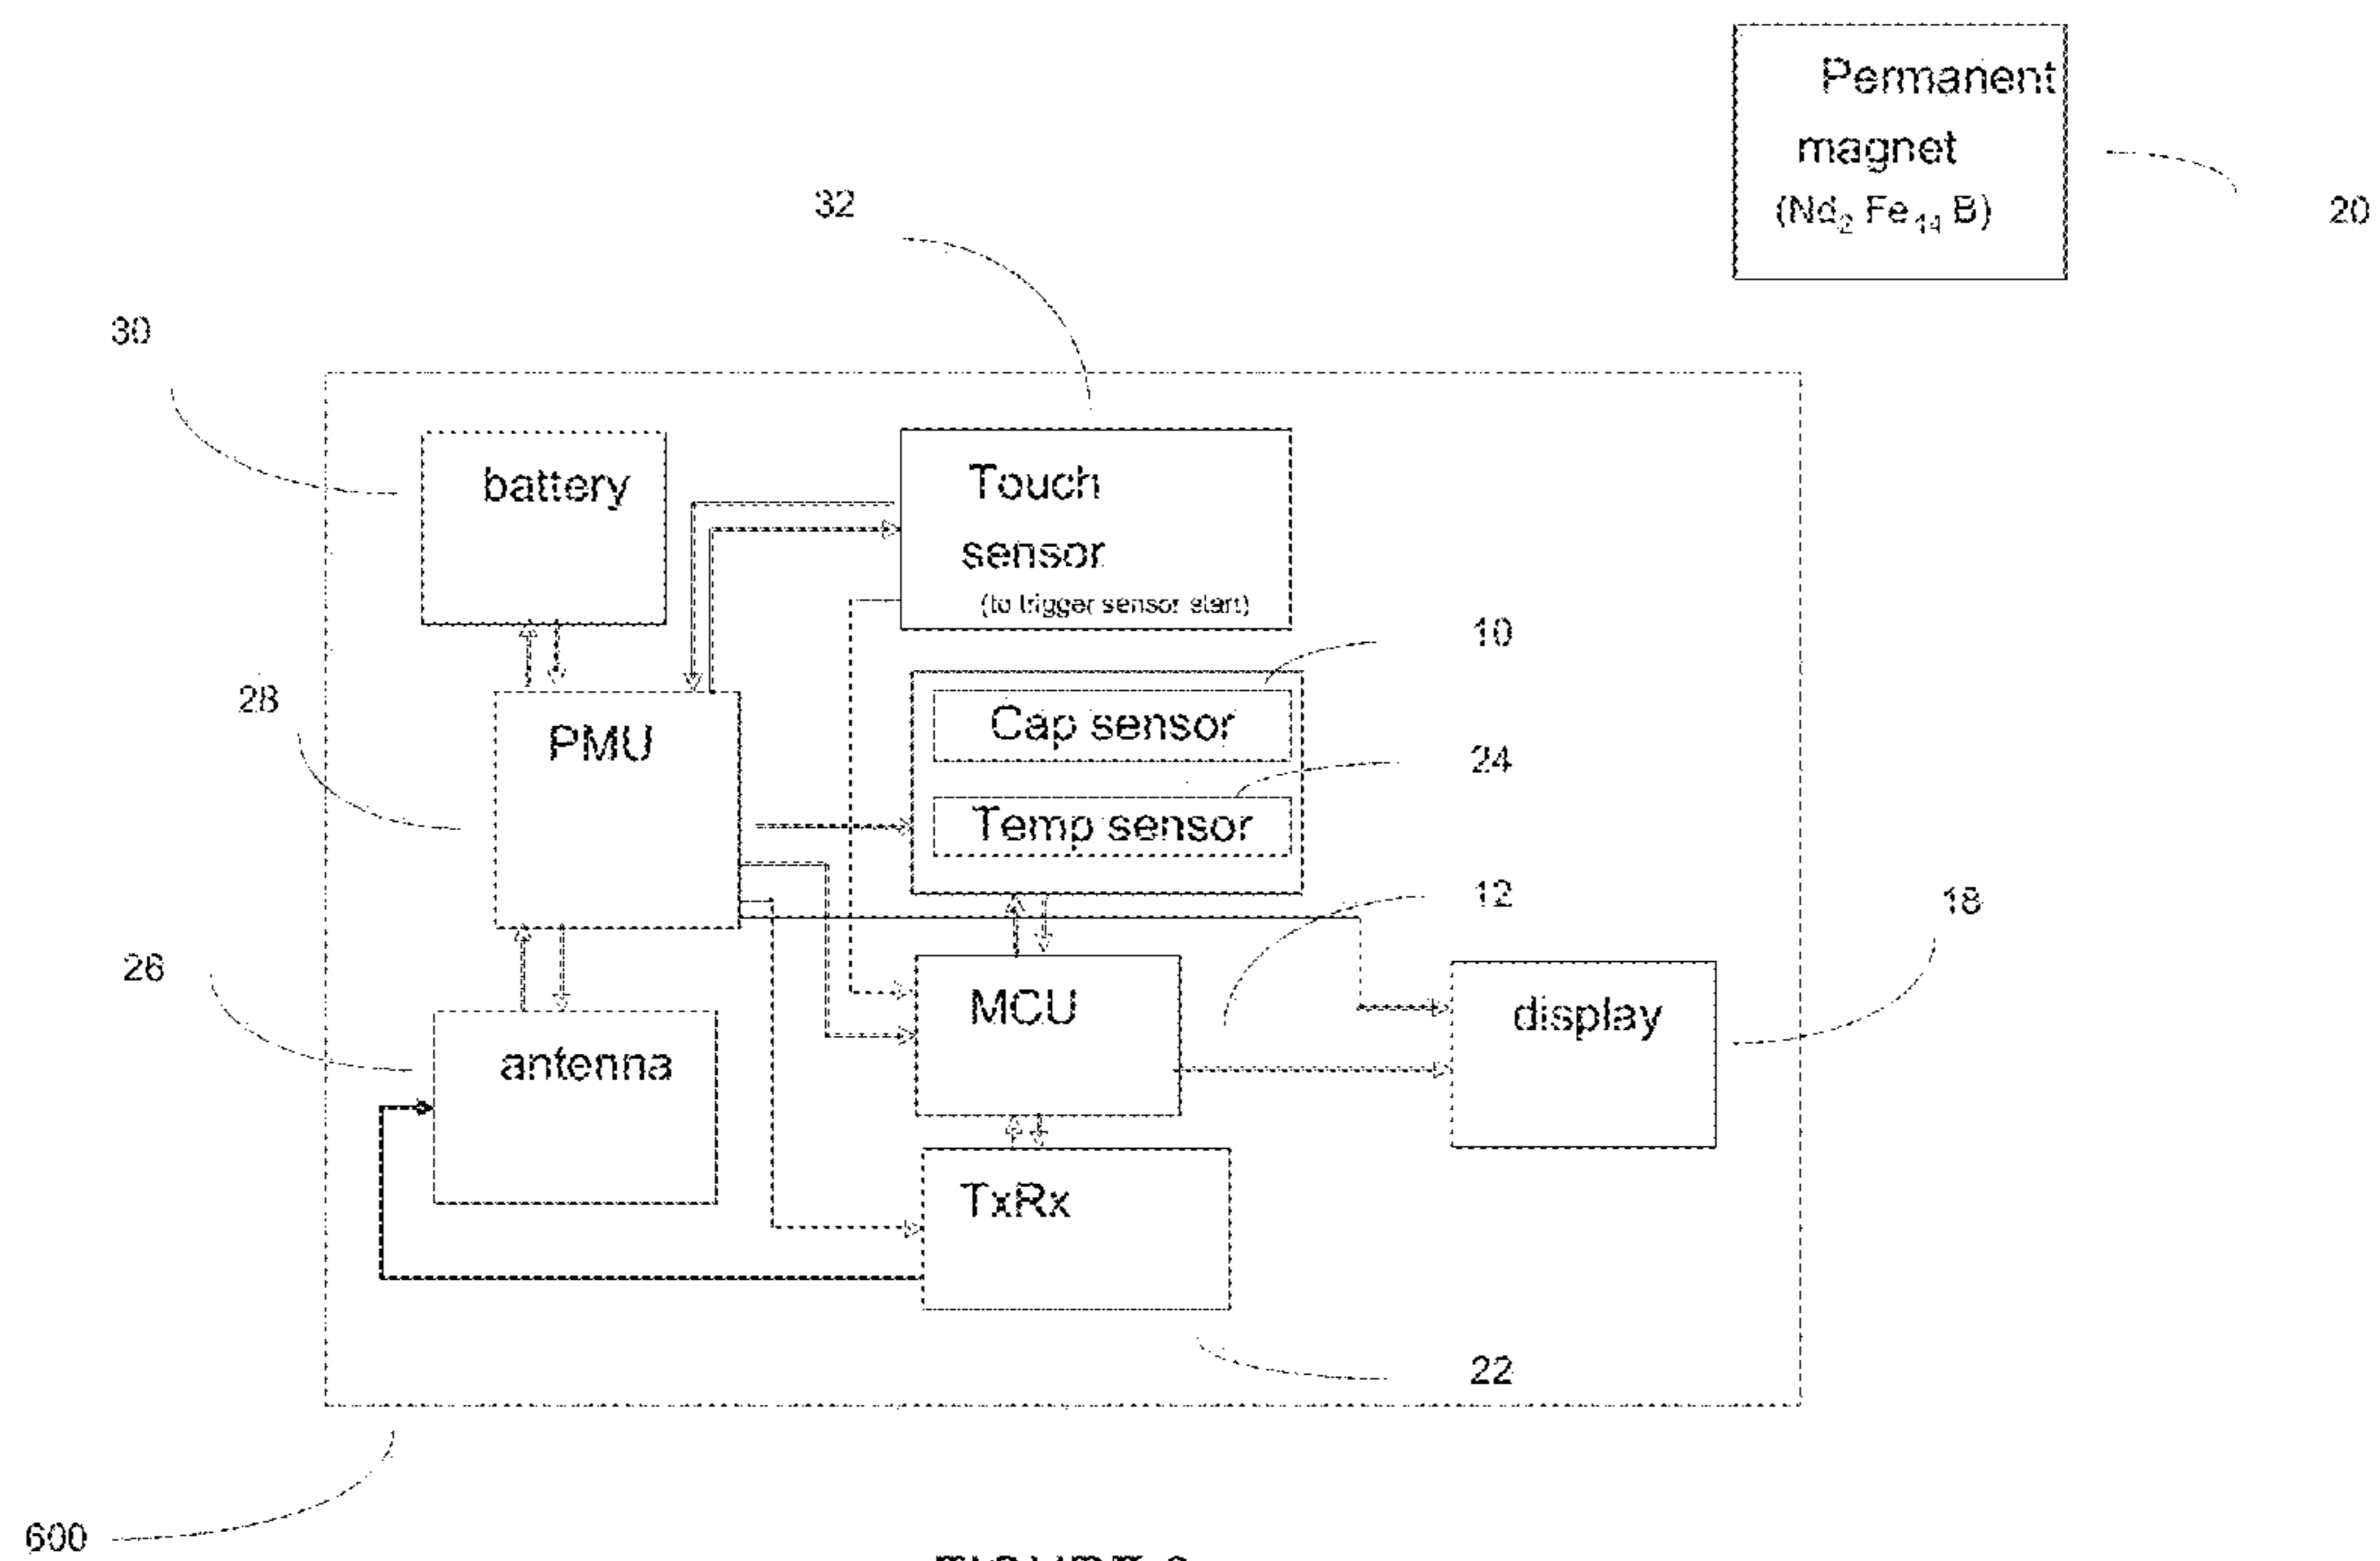 Permanent
magnet
(Nd₂ Fe₁₄ B)
20
32
30
battery
Touch
sensor
(to trigger sensor start)
10
28
PMU
Cap sensor
24
Temp sensor
12
18
26
MCU
display
antenna
TxRx
22
600